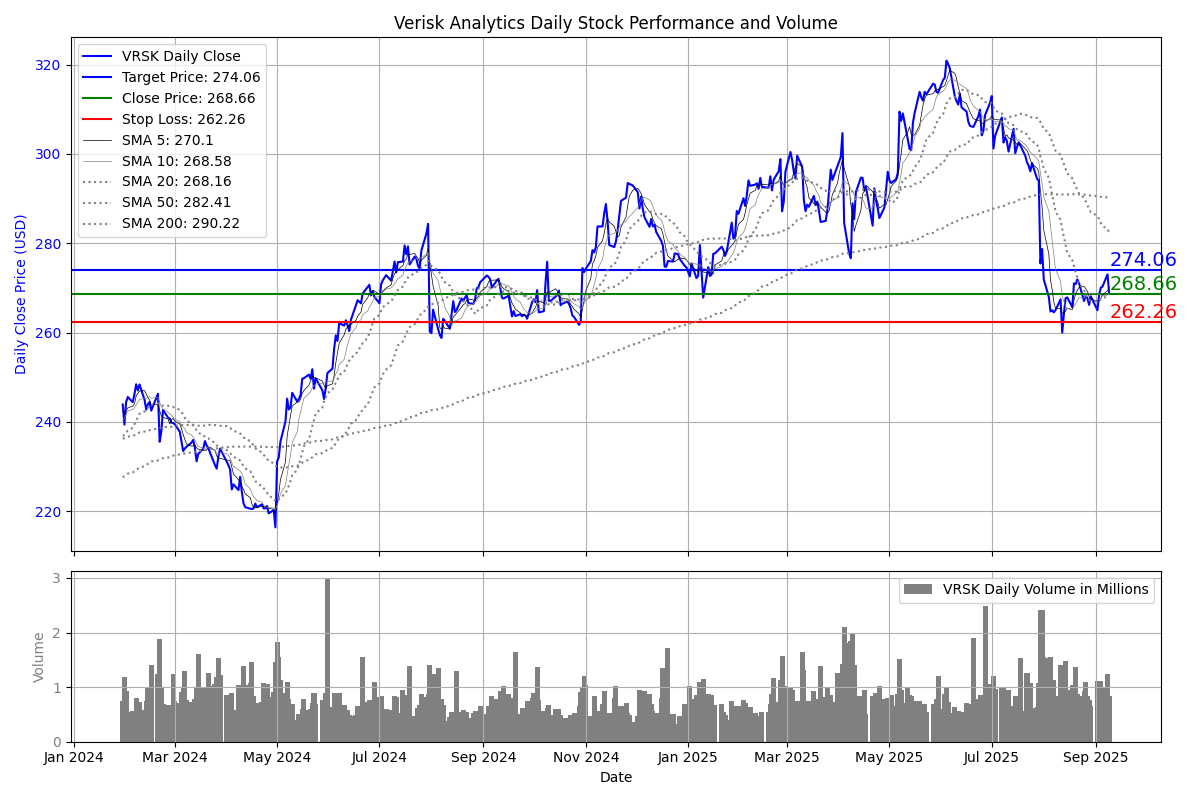 Verisk Analytics Daily Stock Performance and Volume
Daily Close Price (USD)
320
300
280
260
240
220
VRSK Daily Close
Target Price: 274.06
Close Price: 268.66
Stop Loss: 262.26
SMA 5: 270.1
SMA 10: 268.58
SMA 20: 268.16
SMA 50: 282.41
SMA 200: 290.22
274.06
268.66
262.26
Volume
3
2
1
0
VRSK Daily Volume in Millions
Jan 2024 Mar 2024 May 2024 Jul 2024 Sep 2024 Nov 2024 Jan 2025 Mar 2025 May 2025 Jul 2025 Sep 2025
Date